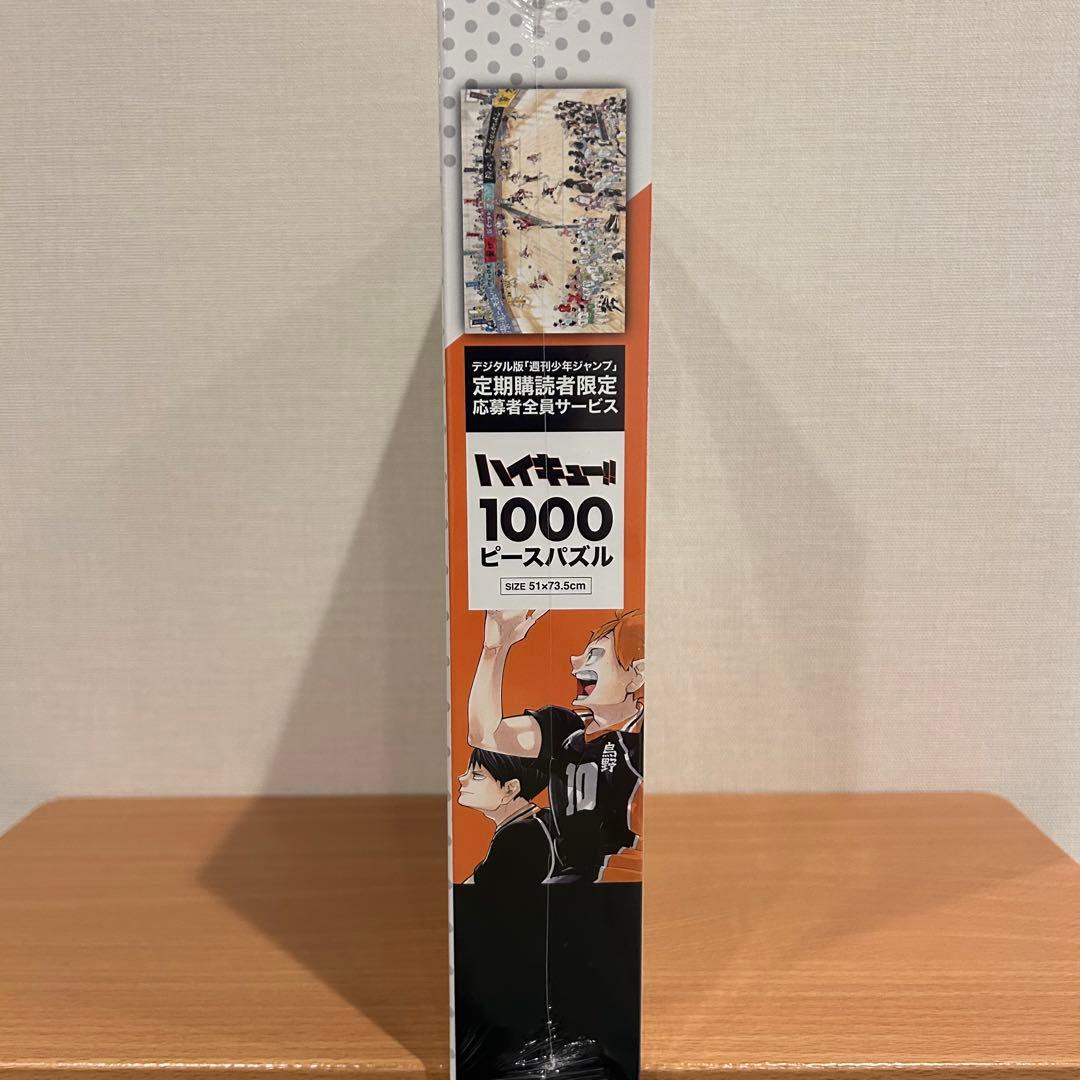 デジタル版「週刊少年ジャンプ」
定期購読者限定
応募者全員サービス
ハイキュー!!
1000
ピースパズル
SIZE 51×73.5cm
烏野
10